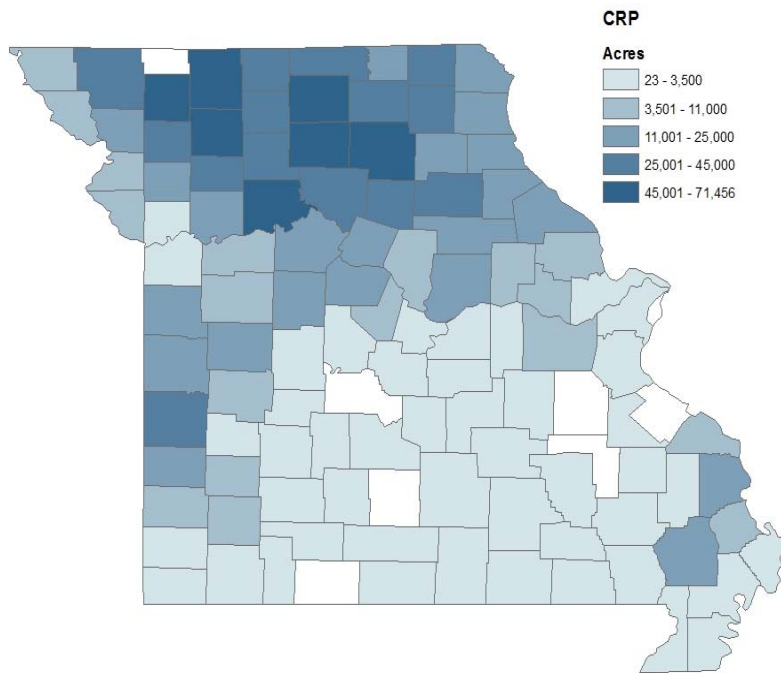 CRP
Acres
23 - 3,500
3,501 - 11,000
11,001 - 25,000
25,001 - 45,000
45,001 - 71,456